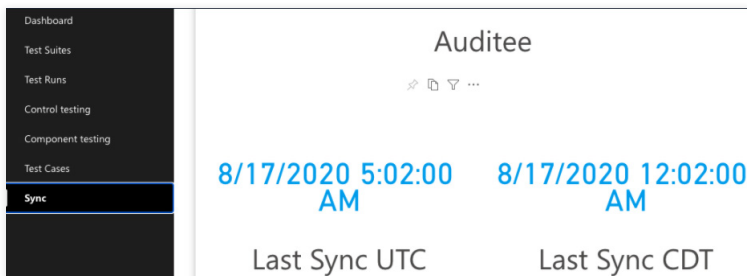 Dashboard
Test Suites
Test Runs
Control testing
Component testing
Test Cases
Sync
Auditee
8/17/2020 5:02:00
AM
Last Sync UTC
8/17/2020 12:02:00
AM
Last Sync CDT